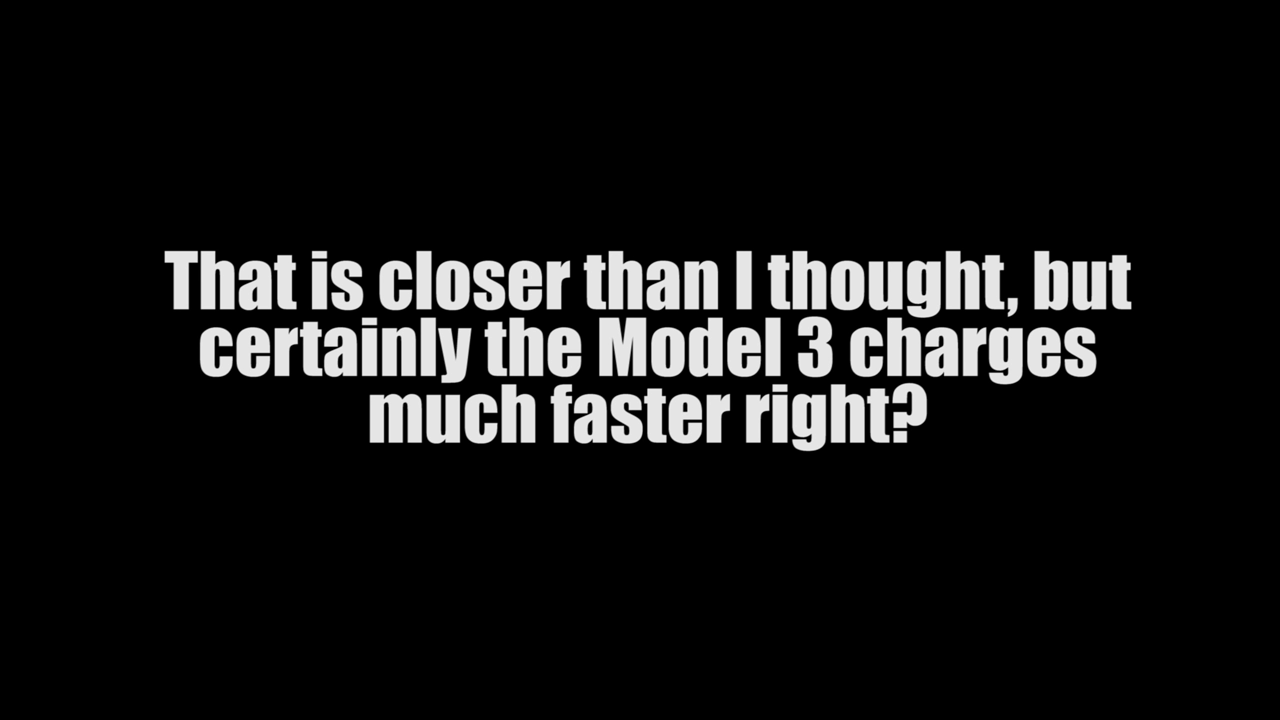 That is closer than I thought, but
certainly the Model 3 charges
much faster right?